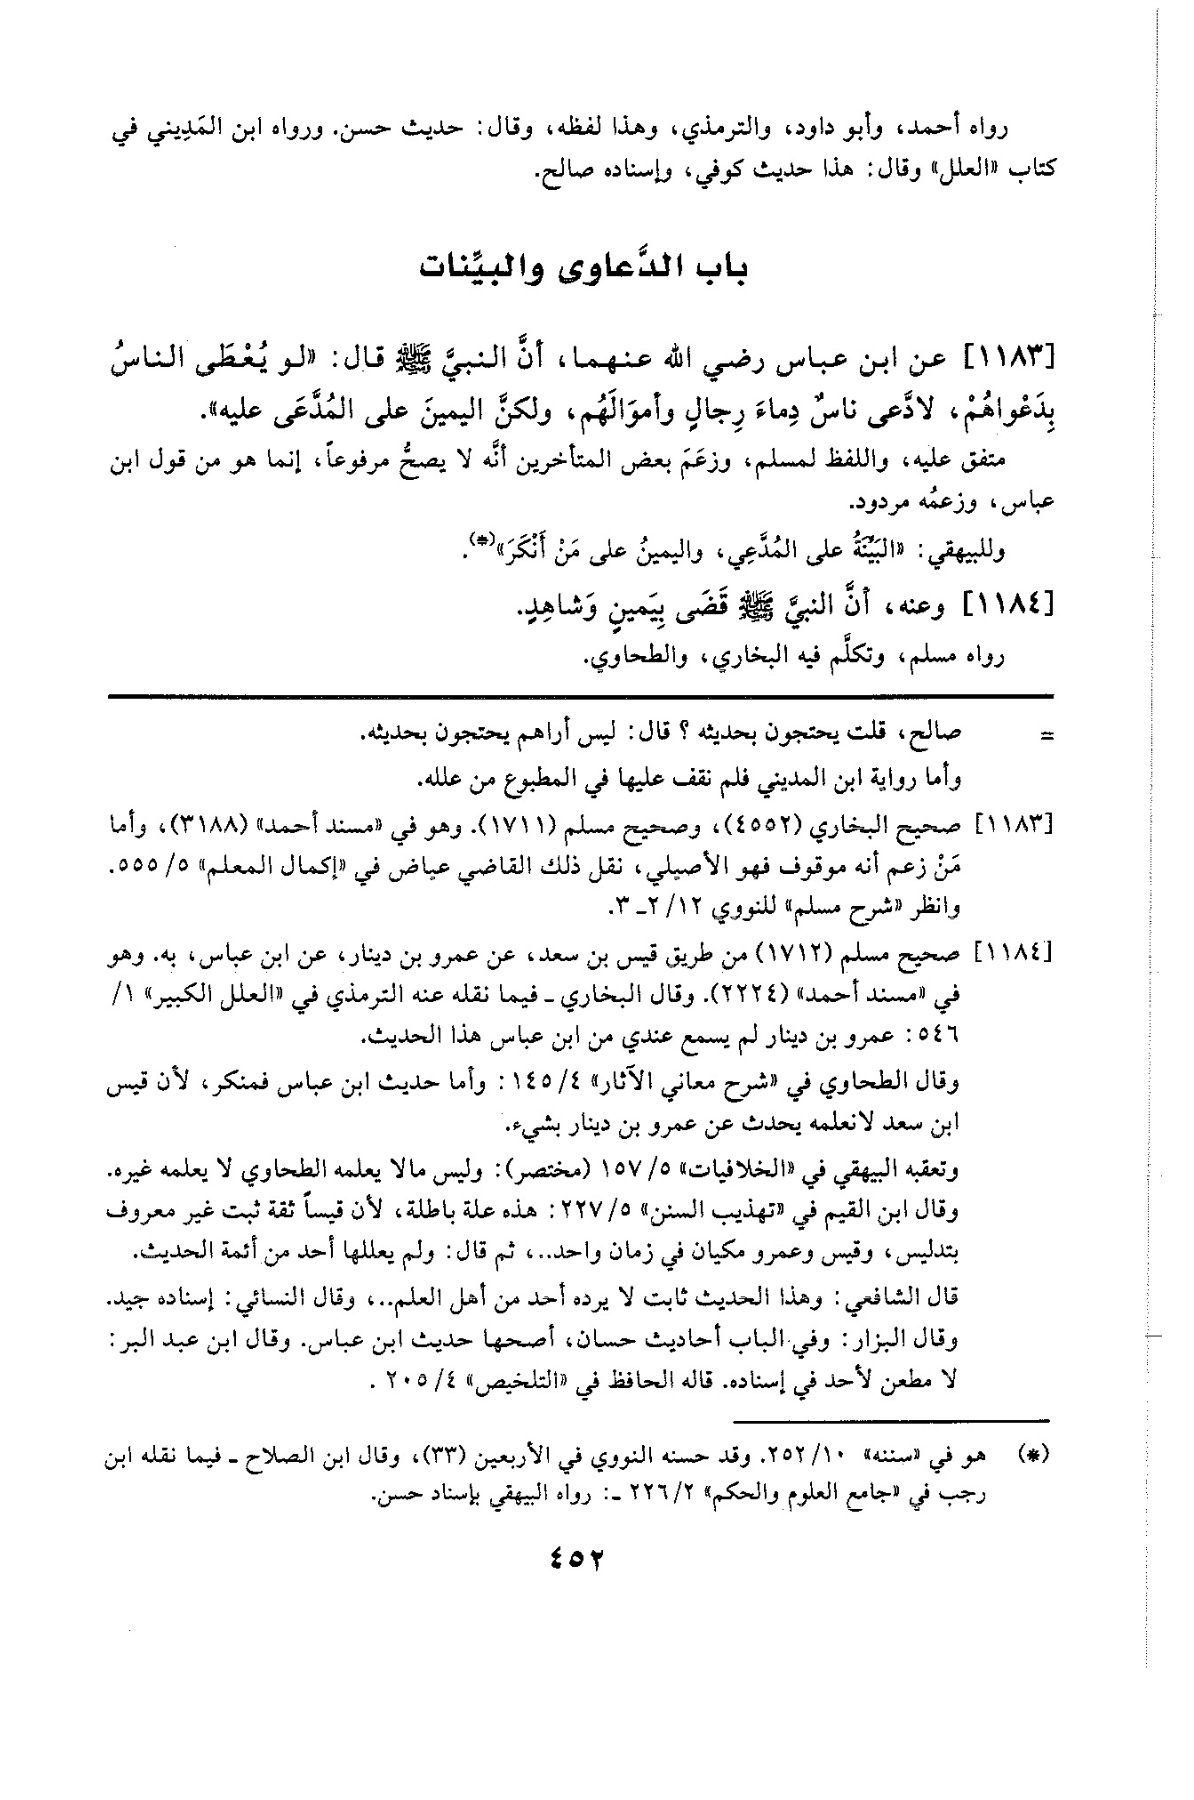 رواه أحمد، وأبو داود، والترمذي، وهذا لفظه، وقال: حديث حسن. ورواه ابن المَدِيني في
كتاب «العلل» وقال: هذا حديث كوفي، وإسناده صالح.
باب الدَّعاوى والبيِّنات
[١١٨٣] عن ابن عباس رضي الله عنهما، أنَّ النبيَّ ﷺ قال: «لو يُعْطَى الناسُ
بِدَعْواهُمْ، لادَّعى ناسٌ دِماءَ رِجالٍ وأموَالَهُم، ولكنَّ اليمينَ على المُدَّعَى عليه».
متفق عليه، واللفظ لمسلم، وزعَمَ بعض المتأخرين أنَّه لا يصحُّ مرفوعاً، إنما هو من قول ابن
عباس، وزعمُه مردود.
وللبيهقي: «البَيِّنَةُ على المُدَّعِي، واليمينُ على مَنْ أَنْكَرَ»(*).
[١١٨٤] وعنه، أنَّ النبيَّ ﷺ قَضَى بِيَمينٍ وَشاهِدٍ.
رواه مسلم، وتكلَّم فيه البخاري، والطحاوي.
= صالح، قلت يحتجون بحديثه ؟ قال: ليس أراهم يحتجون بحديثه.
وأما رواية ابن المديني فلم نقف عليها في المطبوع من علله.
[١١٨٣] صحيح البخاري (٤٥٥٢)، وصحيح مسلم (١٧١١). وهو في «مسند أحمد» (٣١٨٨)، وأما
مَنْ زعم أنه موقوف فهو الأصيلي، نقل ذلك القاضي عياض في «إكمال المعلم» ٥/ ٥٥٥.
وانظر «شرح مسلم» للنووي ١٢/ ٢ـ ٣.
[١١٨٤] صحيح مسلم (١٧١٢) من طريق قيس بن سعد، عن عمرو بن دينار، عن ابن عباس، به. وهو
في «مسند أحمد» (٢٢٢٤). وقال البخاري ـ فيما نقله عنه الترمذي في «العلل الكبير» ١/
٥٤٦: عمرو بن دينار لم يسمع عندي من ابن عباس هذا الحديث.
وقال الطحاوي في «شرح معاني الآثار» ٤/ ١٤٥: وأما حديث ابن عباس فمنكر، لأن قيس
ابن سعد لانعلمه يحدث عن عمرو بن دينار بشيء.
وتعقبه البيهقي في «الخلافيات» ٥/ ١٥٧ (مختصر): وليس مالا يعلمه الطحاوي لا يعلمه غيره.
وقال ابن القيم في «تهذيب السنن» ٥/ ٢٢٧: هذه علة باطلة، لأن قيساً ثقة ثبت غير معروف
بتدليس، وقيس وعمرو مكيان في زمان واحد..، ثم قال: ولم يعللها أحد من أئمة الحديث.
قال الشافعي: وهذا الحديث ثابت لا يرده أحد من أهل العلم..، وقال النسائي: إسناده جيد.
وقال البزار: وفي الباب أحاديث حسان، أصحها حديث ابن عباس. وقال ابن عبد البر:
لا مطعن لأحد في إسناده. قاله الحافظ في «التلخيص» ٤/ ٢٠٥ .
(*) هو في «سننه» ١٠/ ٢٥٢. وقد حسنه النووي في الأربعين (٣٣)، وقال ابن الصلاح ـ فيما نقله ابن
رجب في «جامع العلوم والحكم» ٢/ ٢٢٦ ـ: رواه البيهقي بإسناد حسن.
٤٥٢